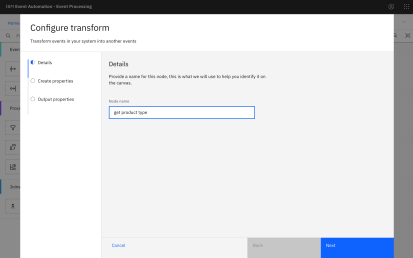 IBM Event Automation - Event Processing
Configure transform
Transform events in your system into another events
Details
Create properties
Output properties
Details
Provide a name for this node, this is what we will use to help you identify it on
the canvas.
Node name
get product type
Cancel
Back
Next